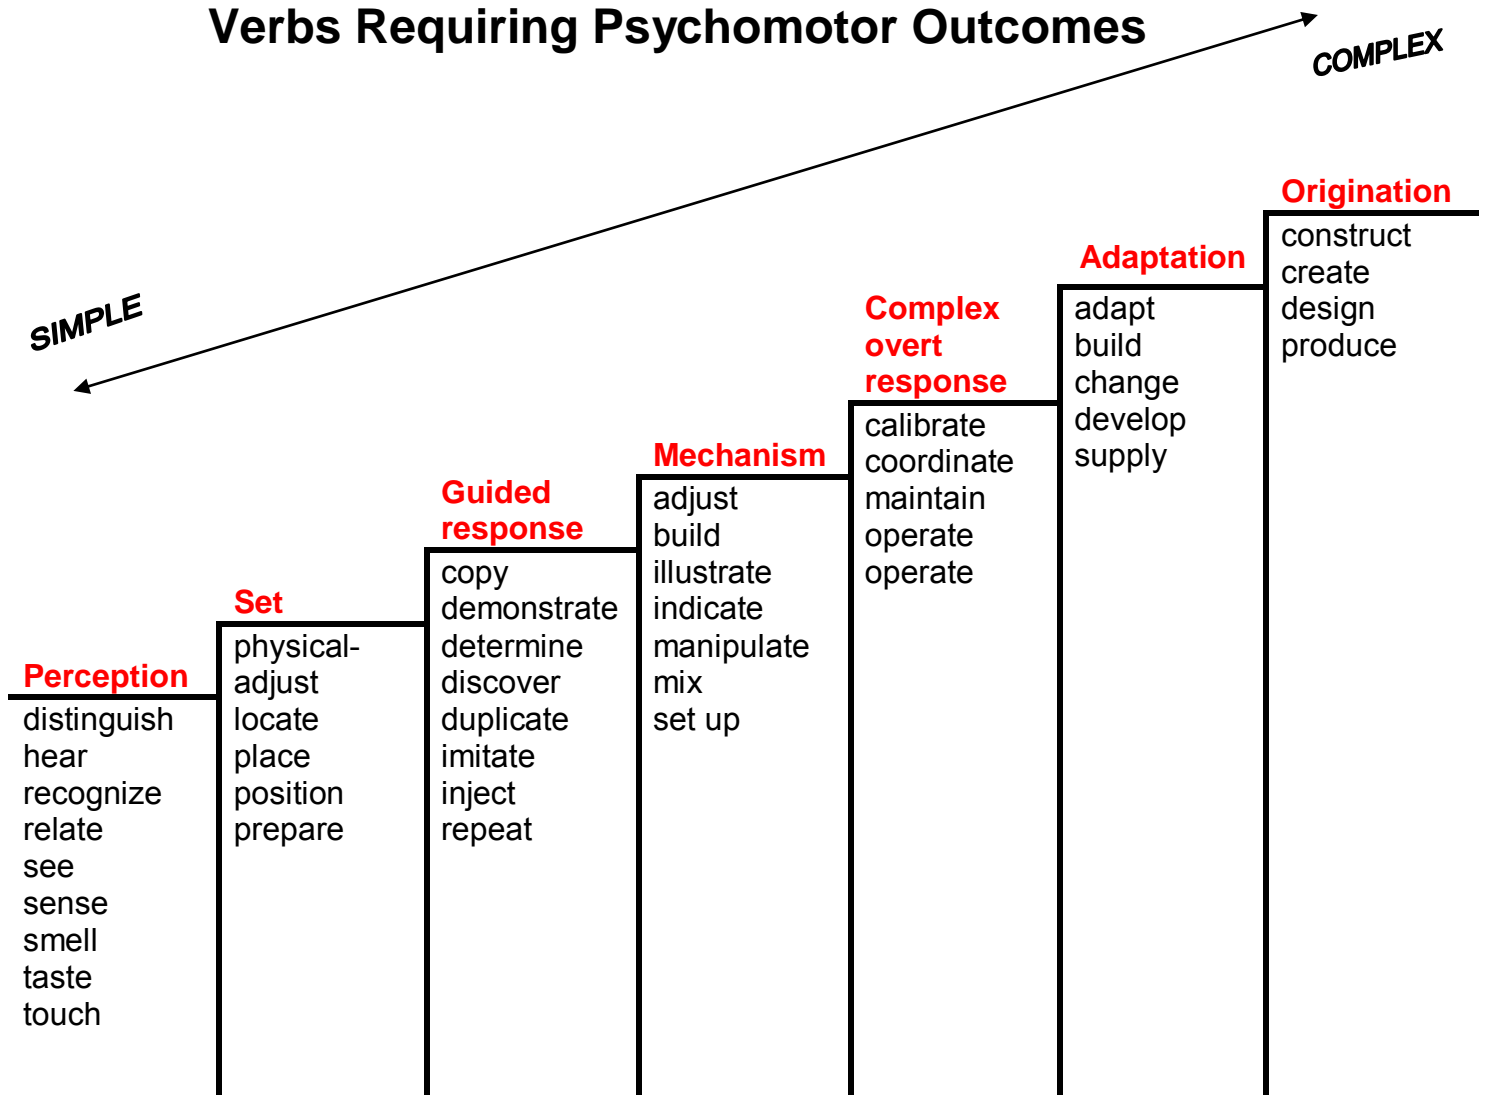 Verbs Requiring Psychomotor Outcomes
COMPLEX
SIMPLE
Perception
distinguish
hear
recognize
relate
see
sense
smell
taste
touch
Set
physical-
adjust
locate
place
position
prepare
Guided
response
copy
demonstrate
determine
discover
duplicate
imitate
inject
repeat
Mechanism
adjust
build
illustrate
indicate
manipulate
mix
set up
Complex
overt
response
calibrate
coordinate
maintain
operate
operate
Adaptation
adapt
build
change
develop
supply
Origination
construct
create
design
produce